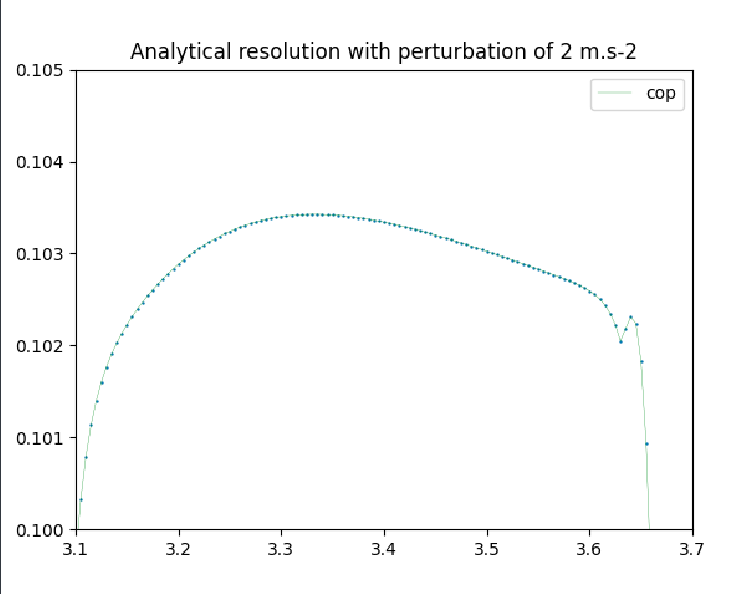 Analytical resolution with perturbation of 2 m.s-2
cop
0.105
0.104
0.103
0.102
0.101
0.100
3.1 3.2 3.3 3.4 3.5 3.6 3.7